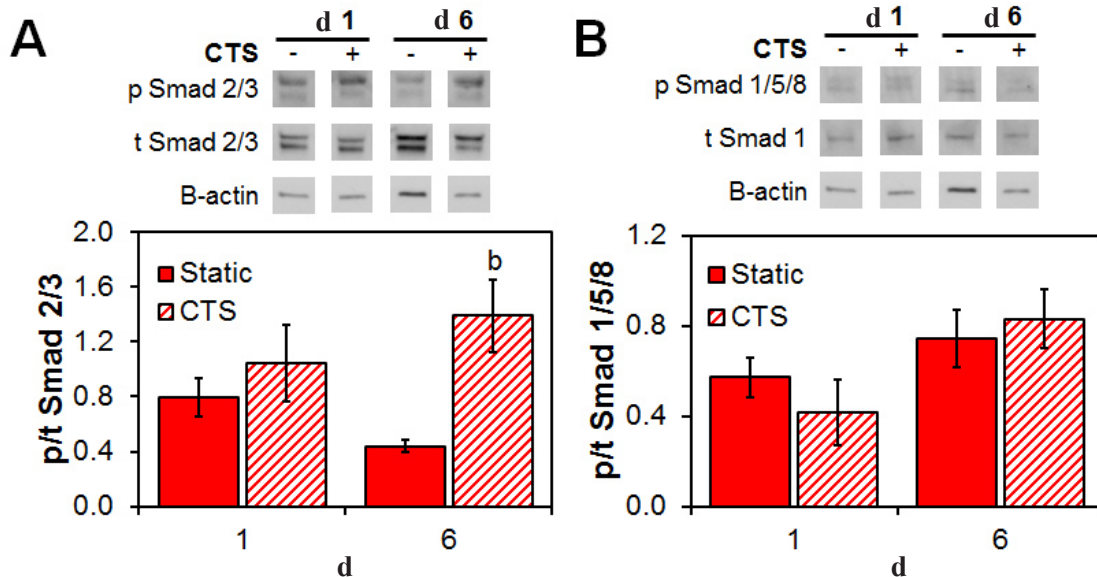 A
d 1 d 6
CTS - + - +
p Smad 2/3
t Smad 2/3
B-actin
p/t Smad 2/3
2.0
1.6
1.2
0.8
0.4
0.0
Static
CTS
b
1 6
d
B
d 1 d 6
CTS - + - +
p Smad 1/5/8
t Smad 1
B-actin
p/t Smad 1/5/8
1.2
0.8
0.4
0.0
Static
CTS
1 6
d